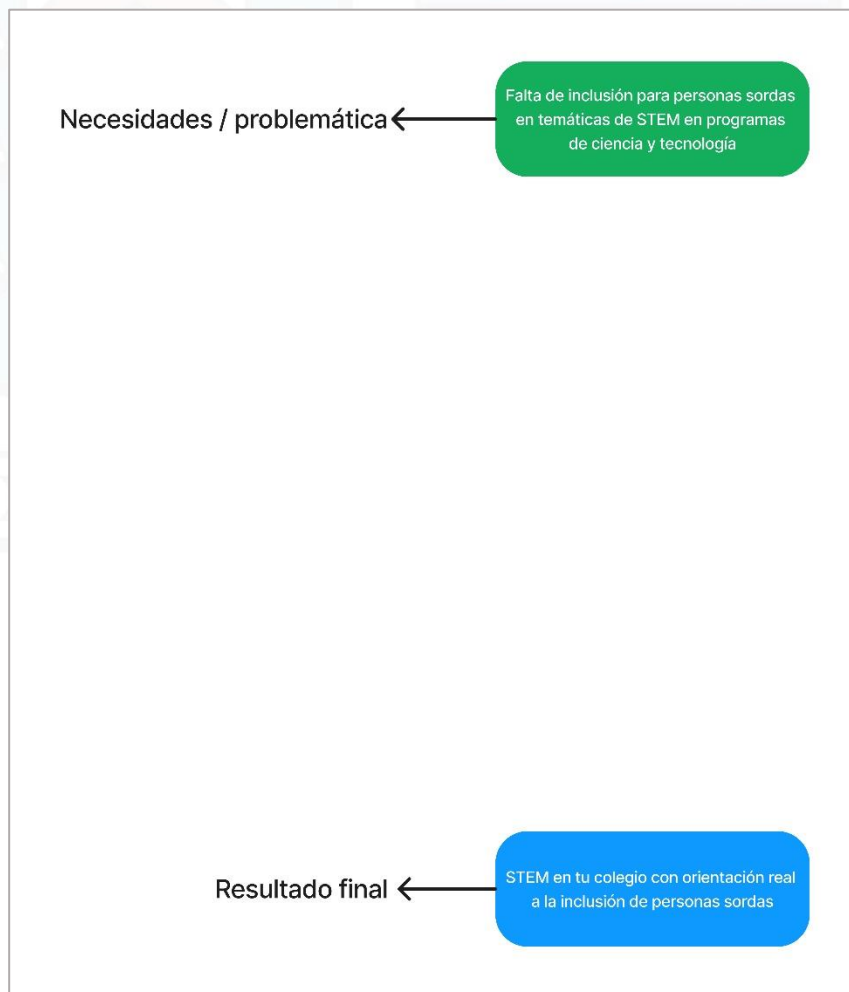 Necesidades / problemática
Falta de inclusión para personas sordas
en temáticas de STEM en programas
de ciencia y tecnología
Resultado final
STEM en tu colegio con orientación real
a la inclusión de personas sordas